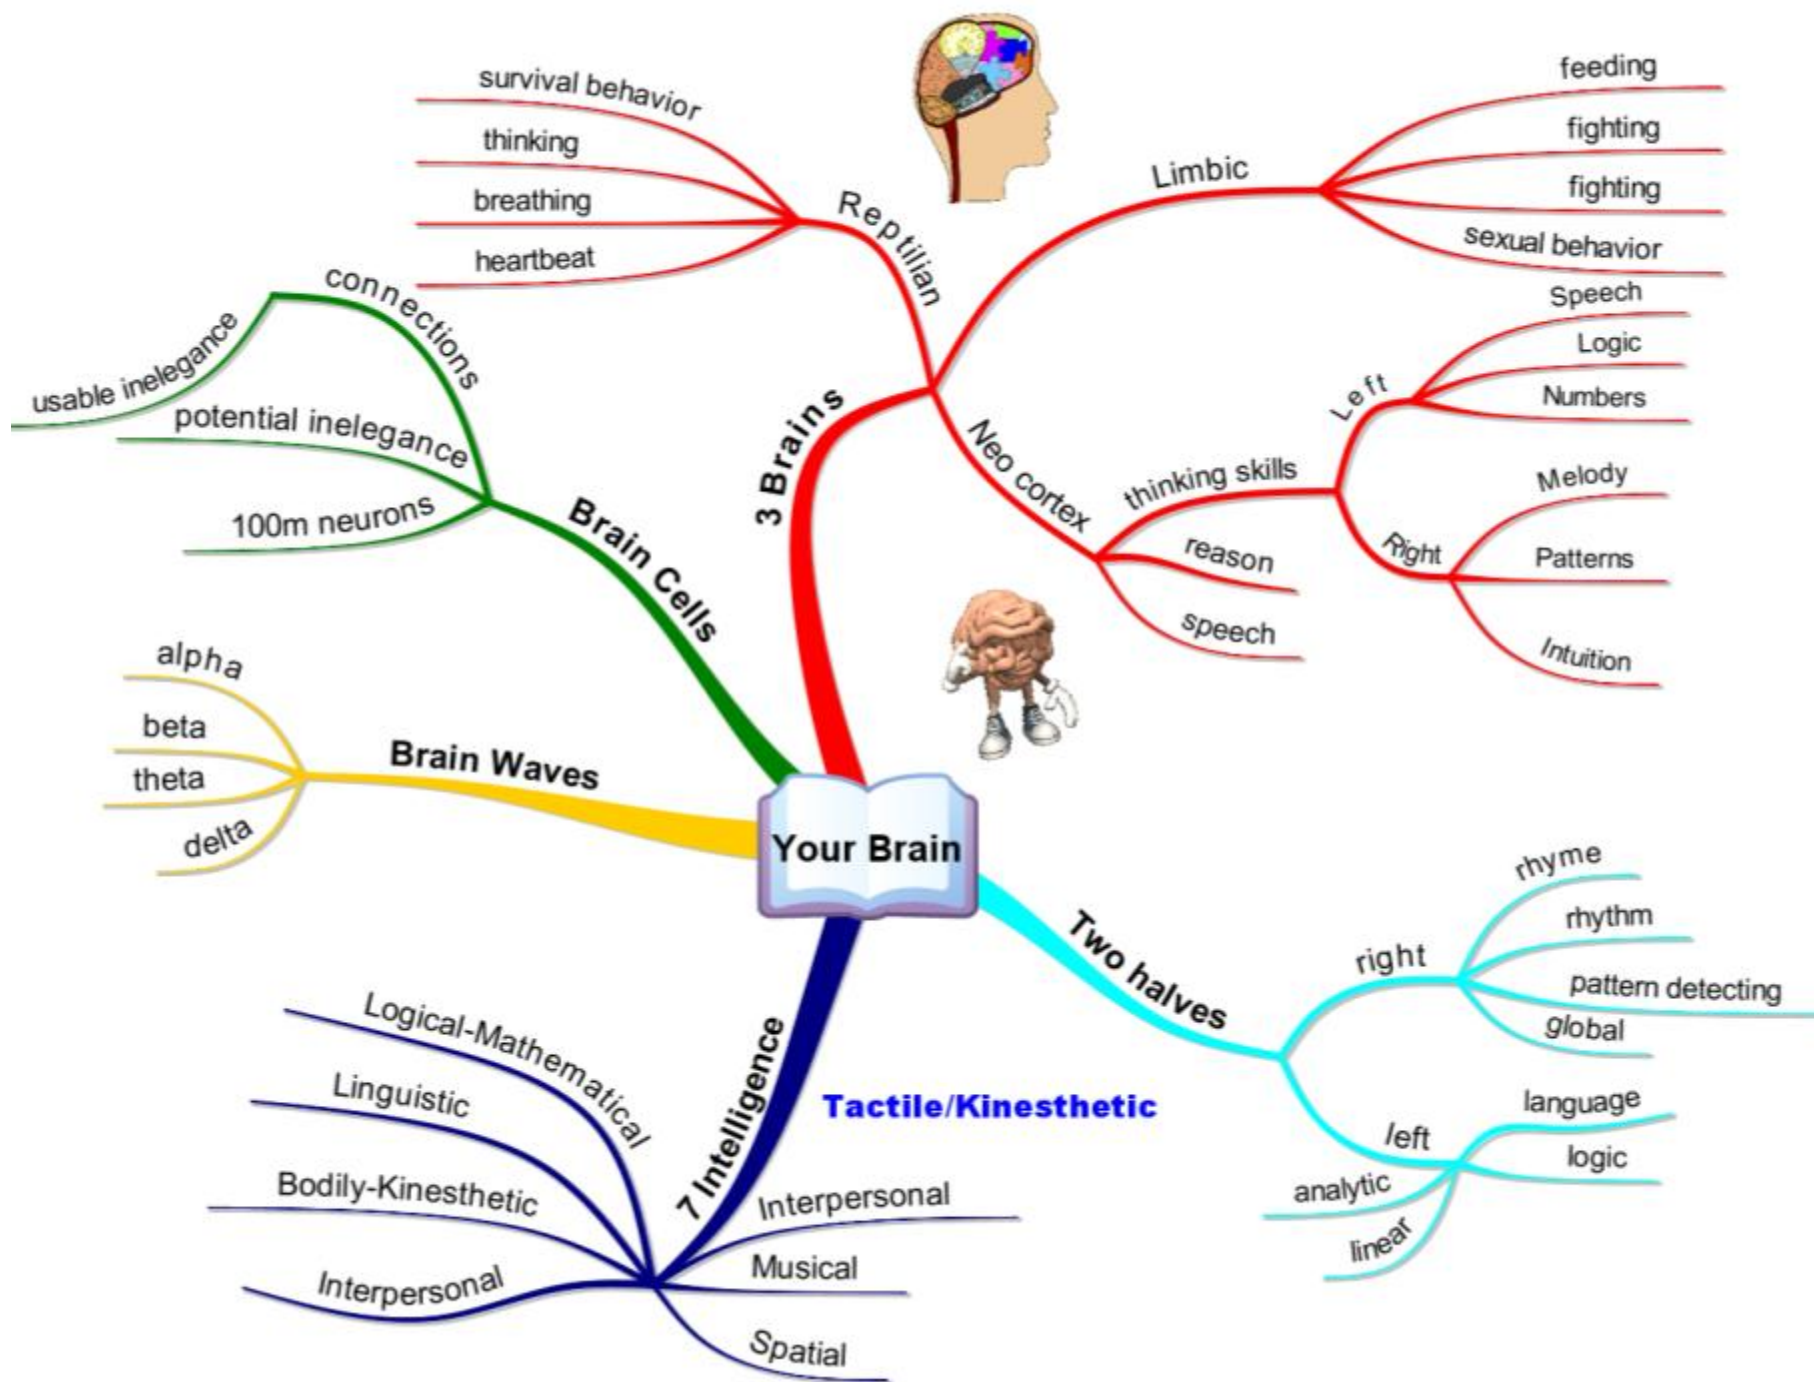 Your Brain
3 Brains
Reptilian
survival behavior
thinking
breathing
heartbeat
Limbic
feeding
fighting
fighting
sexual behavior
Neo cortex
thinking skills
Left
Speech
Logic
Numbers
Right
Melody
Patterns
Intuition
reason
speech
Two halves
right
rhyme
rhythm
pattern detecting
global
left
language
logic
analytic
linear
Tactile/Kinesthetic
7 Intelligence
Interpersonal
Musical
Spatial
Logical-Mathematical
Linguistic
Bodily-Kinesthetic
Interpersonal
Brain Waves
alpha
beta
theta
delta
Brain Cells
connections
usable inelegance
potential inelegance
100m neurons